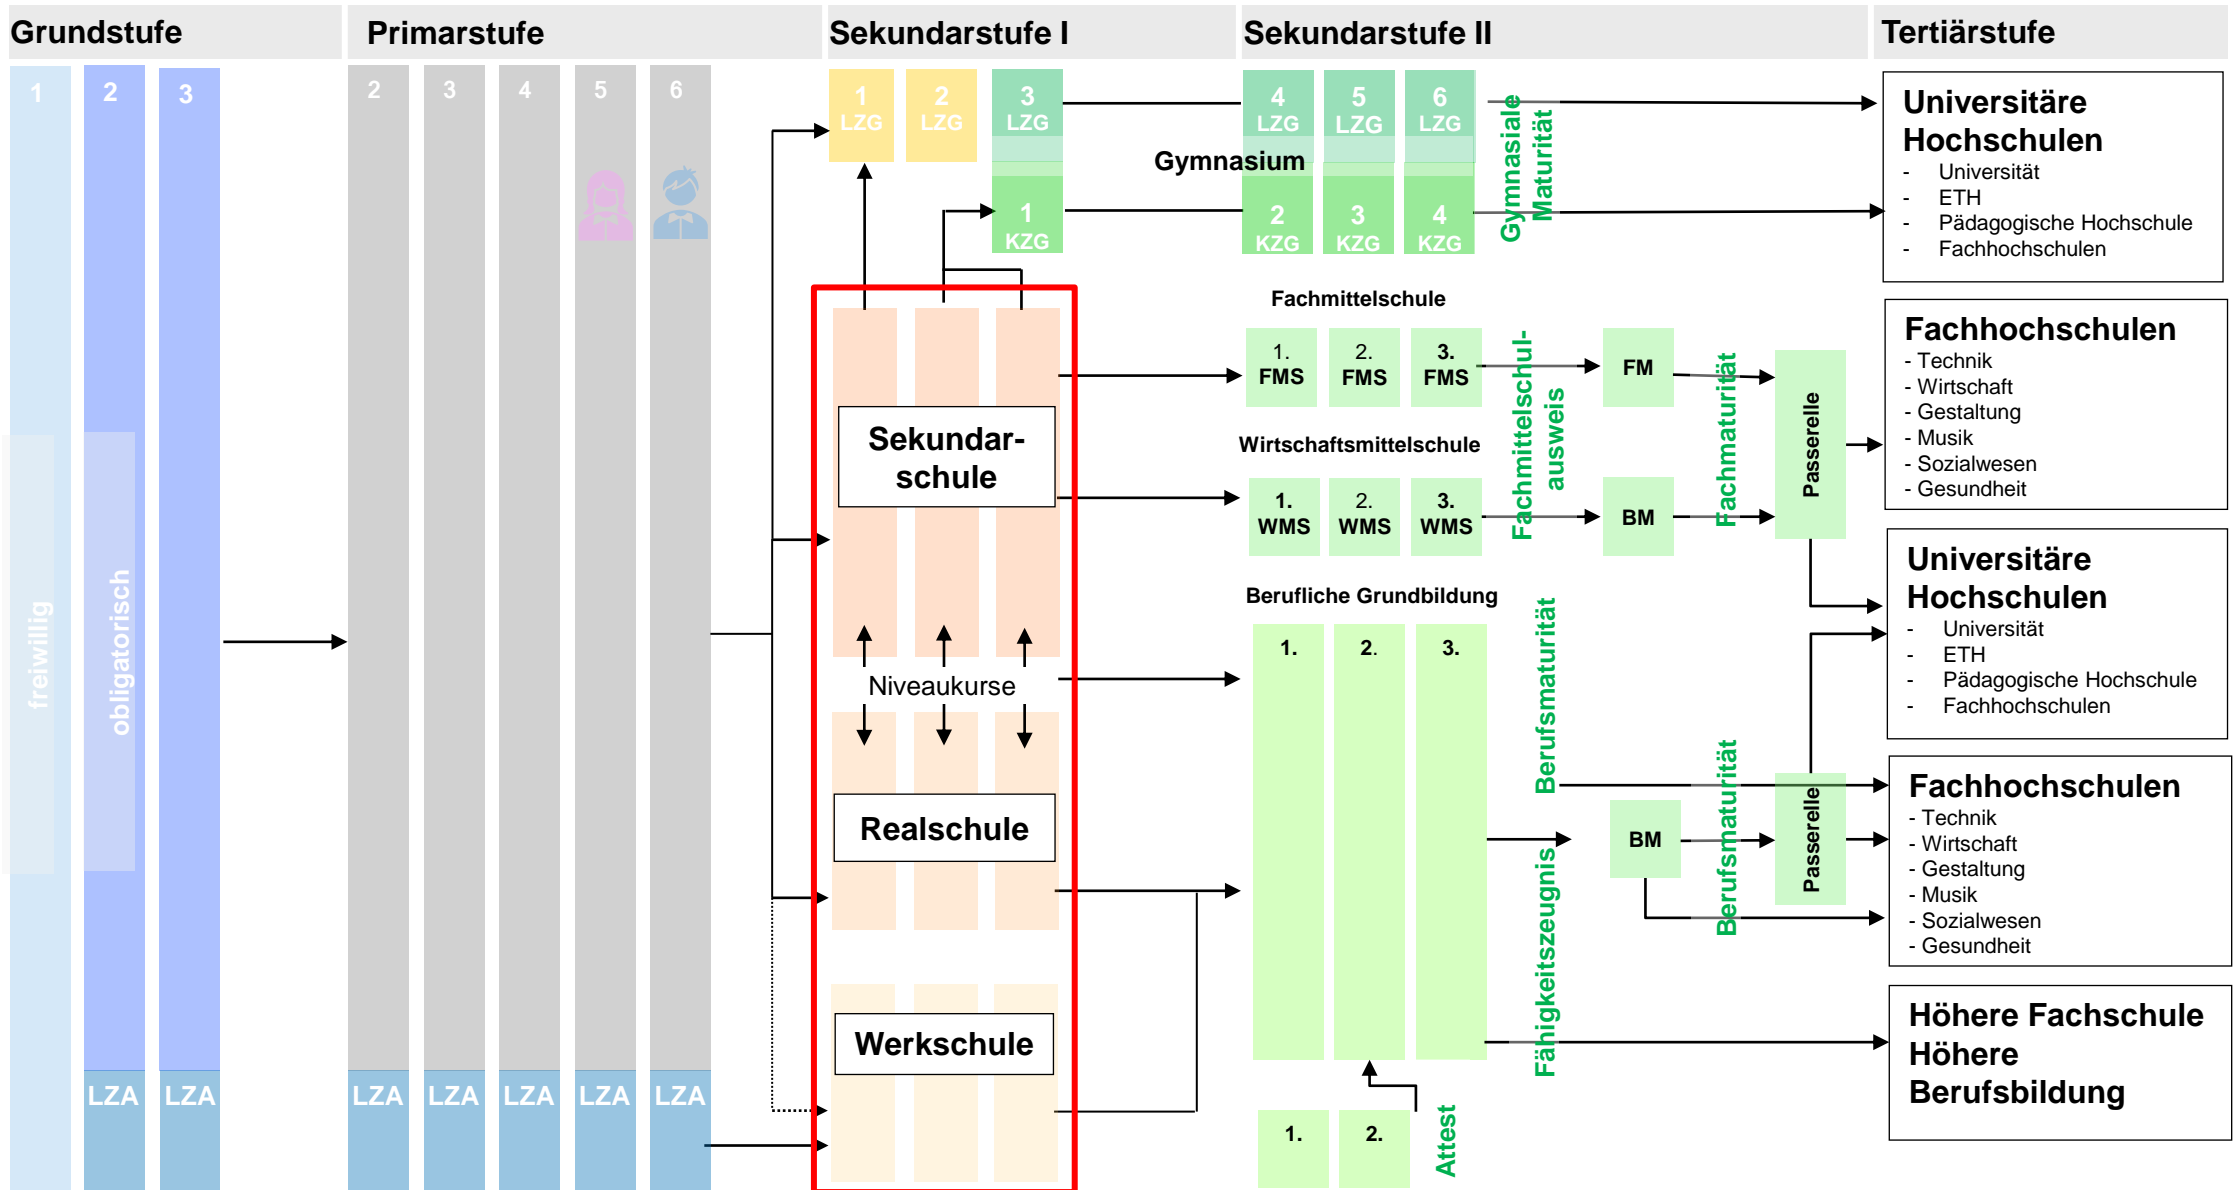 Grundstufe
Primarstufe
Sekundarstufe I
Sekundarstufe II
Tertiärstufe
1
2
3
2
3
4
5
6
freiwillig
obligatorisch
LZA
LZA
LZA
LZA
LZA
LZA
LZA
1
LZG
2
LZG
3
LZG
1
KZG
Gymnasium
4
LZG
5
LZG
6
LZG
2
KZG
3
KZG
4
KZG
Gymnasiale
Maturität
Sekundar-
schule
Niveaukurse
Realschule
Werkschule
Fachmittelschule
1.
FMS
2.
FMS
3.
FMS
Fachmittelschul-
ausweis
FM
Fachmaturität
Passerelle
Wirtschaftsmittelschule
1.
WMS
2.
WMS
3.
WMS
BM
Berufliche Grundbildung
1.
2.
3.
Berufsmaturität
Fähigkeitszeugnis
BM
Berufsmaturität
Passerelle
1.
2.
Attest
Universitäre
Hochschulen
- Universität
- ETH
- Pädagogische Hochschule
- Fachhochschulen
Fachhochschulen
- Technik
- Wirtschaft
- Gestaltung
- Musik
- Sozialwesen
- Gesundheit
Universitäre
Hochschulen
- Universität
- ETH
- Pädagogische Hochschule
- Fachhochschulen
Fachhochschulen
- Technik
- Wirtschaft
- Gestaltung
- Musik
- Sozialwesen
- Gesundheit
Höhere Fachschule
Höhere
Berufsbildung